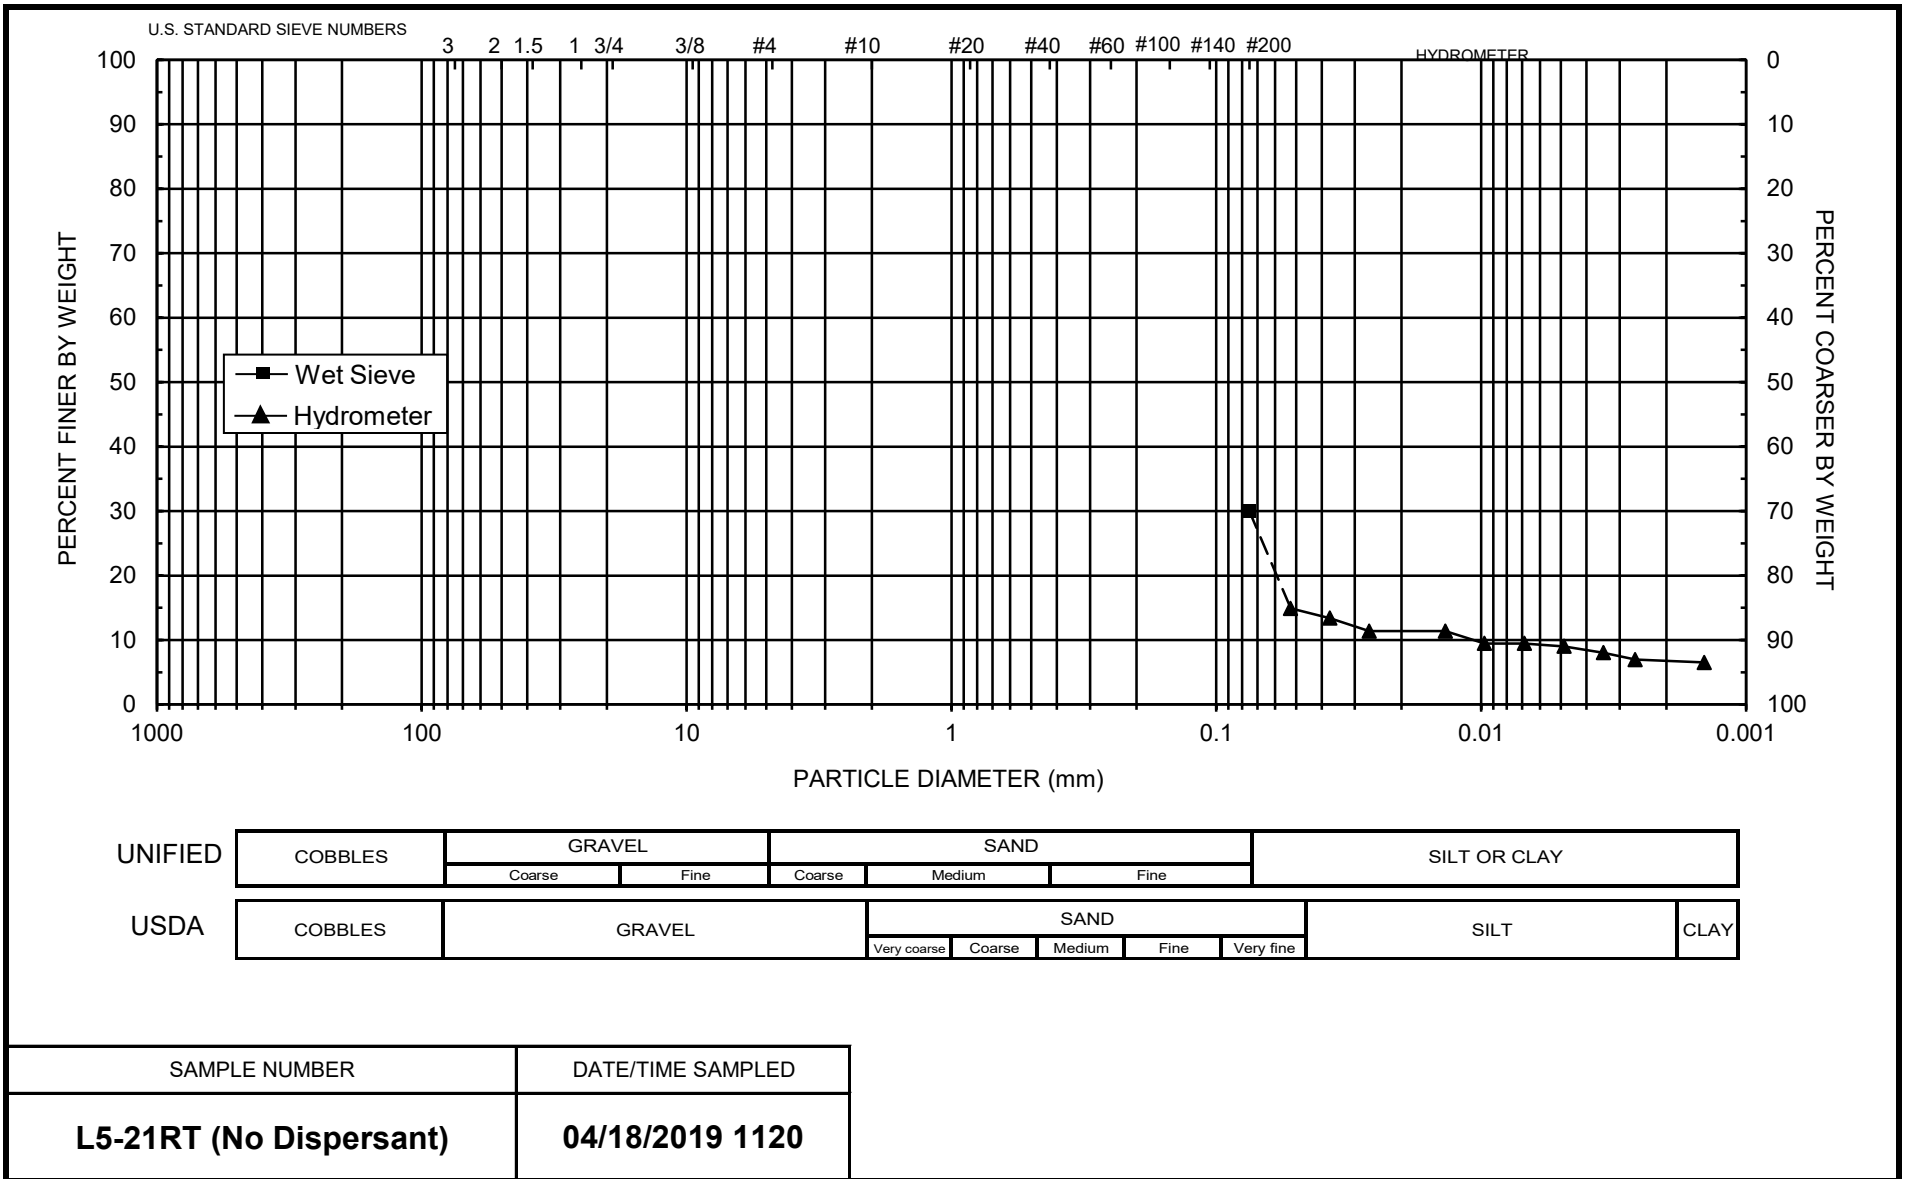 U.S. STANDARD SIEVE NUMBERS
3 2 1.5 1 3/4 3/8 #4 #10 #20 #40 #60 #100 #140 #200
HYDROMETER
100 0
90 10
80 20
70 30
60 40
50 50
40 60
30 70
20 80
10 90
0 100
PERCENT FINER BY WEIGHT
PERCENT COARSER BY WEIGHT
Wet Sieve
Hydrometer
1000 100 10 1 0.1 0.01 0.001
PARTICLE DIAMETER (mm)
UNIFIED
COBBLES
GRAVEL
Coarse Fine
SAND
Coarse Medium Fine
SILT OR CLAY
USDA
COBBLES
GRAVEL
SAND
Very coarse Coarse Medium Fine Very fine
SILT
CLAY
SAMPLE NUMBER
DATE/TIME SAMPLED
L5-21RT (No Dispersant)
04/18/2019 1120